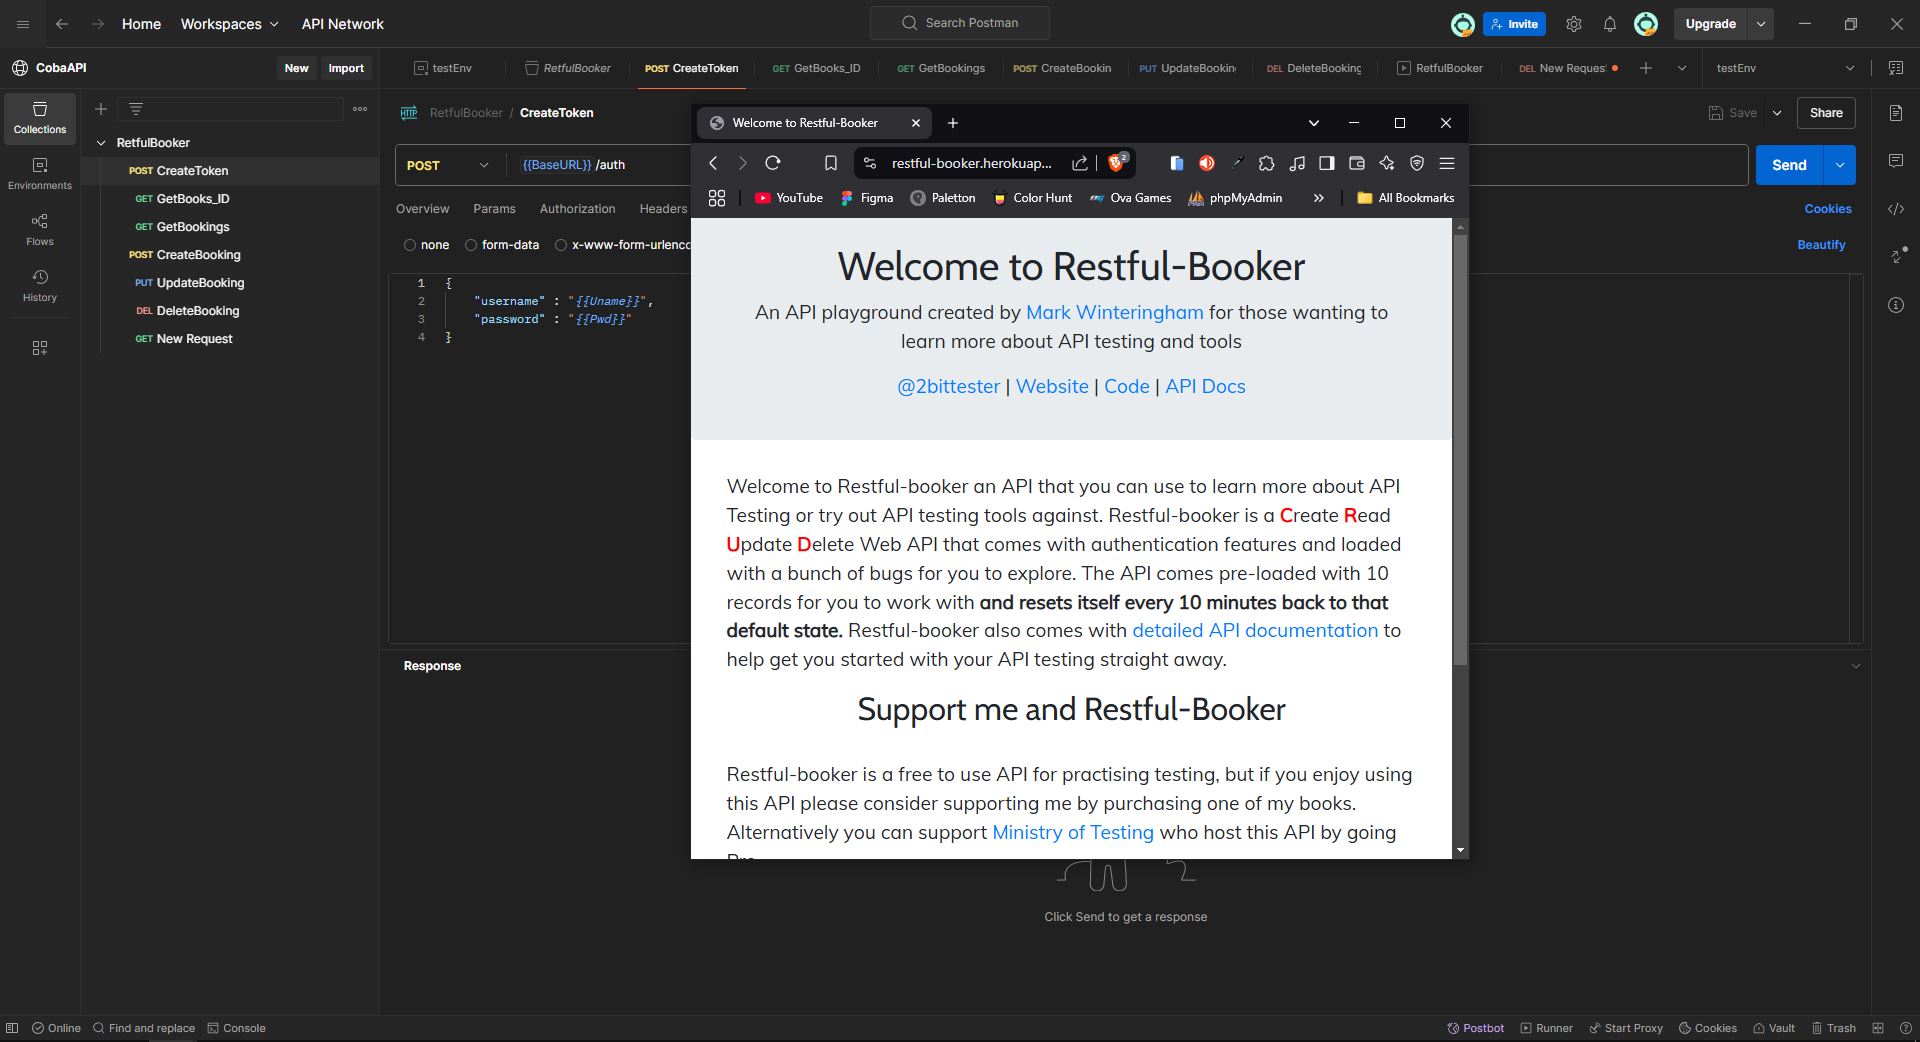 Home Workspaces API Network Search Postman Invite Upgrade
CobaAPI New Import testEnv RetfulBooker POST CreateToken GET GetBooks_ID GET GetBookings POST CreateBookin PUT UpdateBookin DEL DeleteBooking RetfulBooker DEL New Reques testEnv
Collections
Environments
Flows
History
RetfulBooker
POST CreateToken
GET GetBooks_ID
GET GetBookings
POST CreateBooking
PUT UpdateBooking
DEL DeleteBooking
GET New Request
HTTP RetfulBooker / CreateToken Save Share
POST {{BaseURL}} /auth Send
Overview Params Authorization Headers Cookies
none form-data x-www-form-urlenco Beautify
1 {
2 "username" : "{{Uname}}",
3 "password" : "{{Pwd}}"
4 }
Response
Click Send to get a response
Welcome to Restful-Booker
restful-booker.herokuap... 2
YouTube Figma Paletton Color Hunt Ova Games phpMyAdmin » All Bookmarks
Welcome to Restful-Booker
An API playground created by Mark Winteringham for those wanting to
learn more about API testing and tools
@2bittester | Website | Code | API Docs
Welcome to Restful-booker an API that you can use to learn more about API
Testing or try out API testing tools against. Restful-booker is a Create Read
Update Delete Web API that comes with authentication features and loaded
with a bunch of bugs for you to explore. The API comes pre-loaded with 10
records for you to work with and resets itself every 10 minutes back to that
default state. Restful-booker also comes with detailed API documentation to
help get you started with your API testing straight away.
Support me and Restful-Booker
Restful-booker is a free to use API for practising testing, but if you enjoy using
this API please consider supporting me by purchasing one of my books.
Alternatively you can support Ministry of Testing who host this API by going
Online Find and replace Console Postbot Runner Start Proxy Cookies Vault Trash